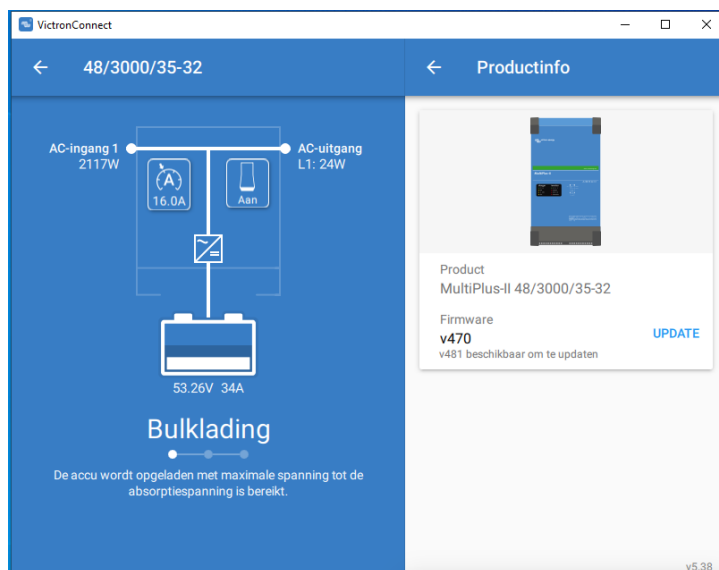 VictronConnect
48/3000/35-32
AC-ingang 1
2117W
AC-uitgang
L1: 24W
A
16.0A
Aan
53.26V 34A
Bulklading
De accu wordt opgeladen met maximale spanning tot de
absorptiespanning is bereikt.
Productinfo
Product
MultiPlus-II 48/3000/35-32
Firmware
v470
UPDATE
v481 beschikbaar om te updaten
v5.38